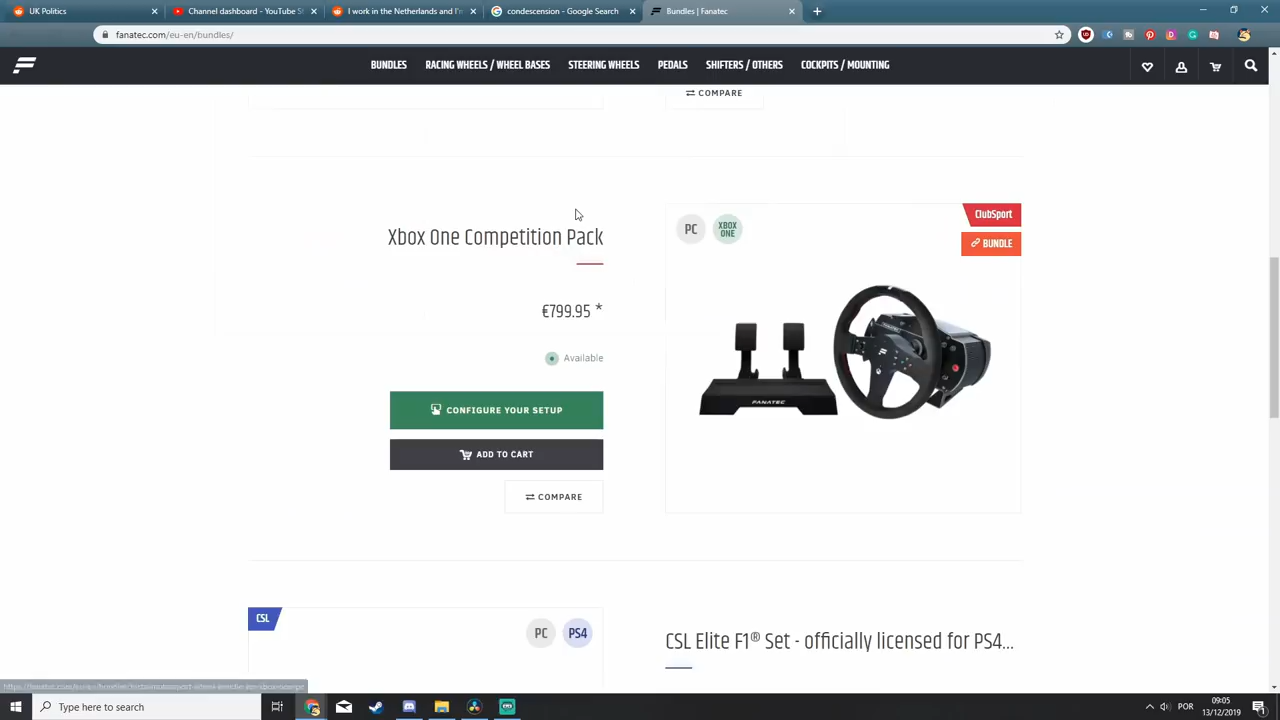 UK Politics
Channel dashboard - YouTube St
I work in the Netherlands and I'm
condescension - Google Search
Bundles | Fanatec
fanatec.com/eu-en/bundles/
BUNDLES
RACING WHEELS / WHEEL BASES
STEERING WHEELS
PEDALS
SHIFTERS / OTHERS
COCKPITS / MOUNTING
COMPARE
Xbox One Competition Pack
€799.95 *
Available
CONFIGURE YOUR SETUP
ADD TO CART
COMPARE
PC
XBOX
ONE
ClubSport
BUNDLE
FANATEC
CSL
PC
PS4
CSL Elite F1® Set - officially licensed for PS4...
Type here to search
POR
09:05
13/12/2019
1